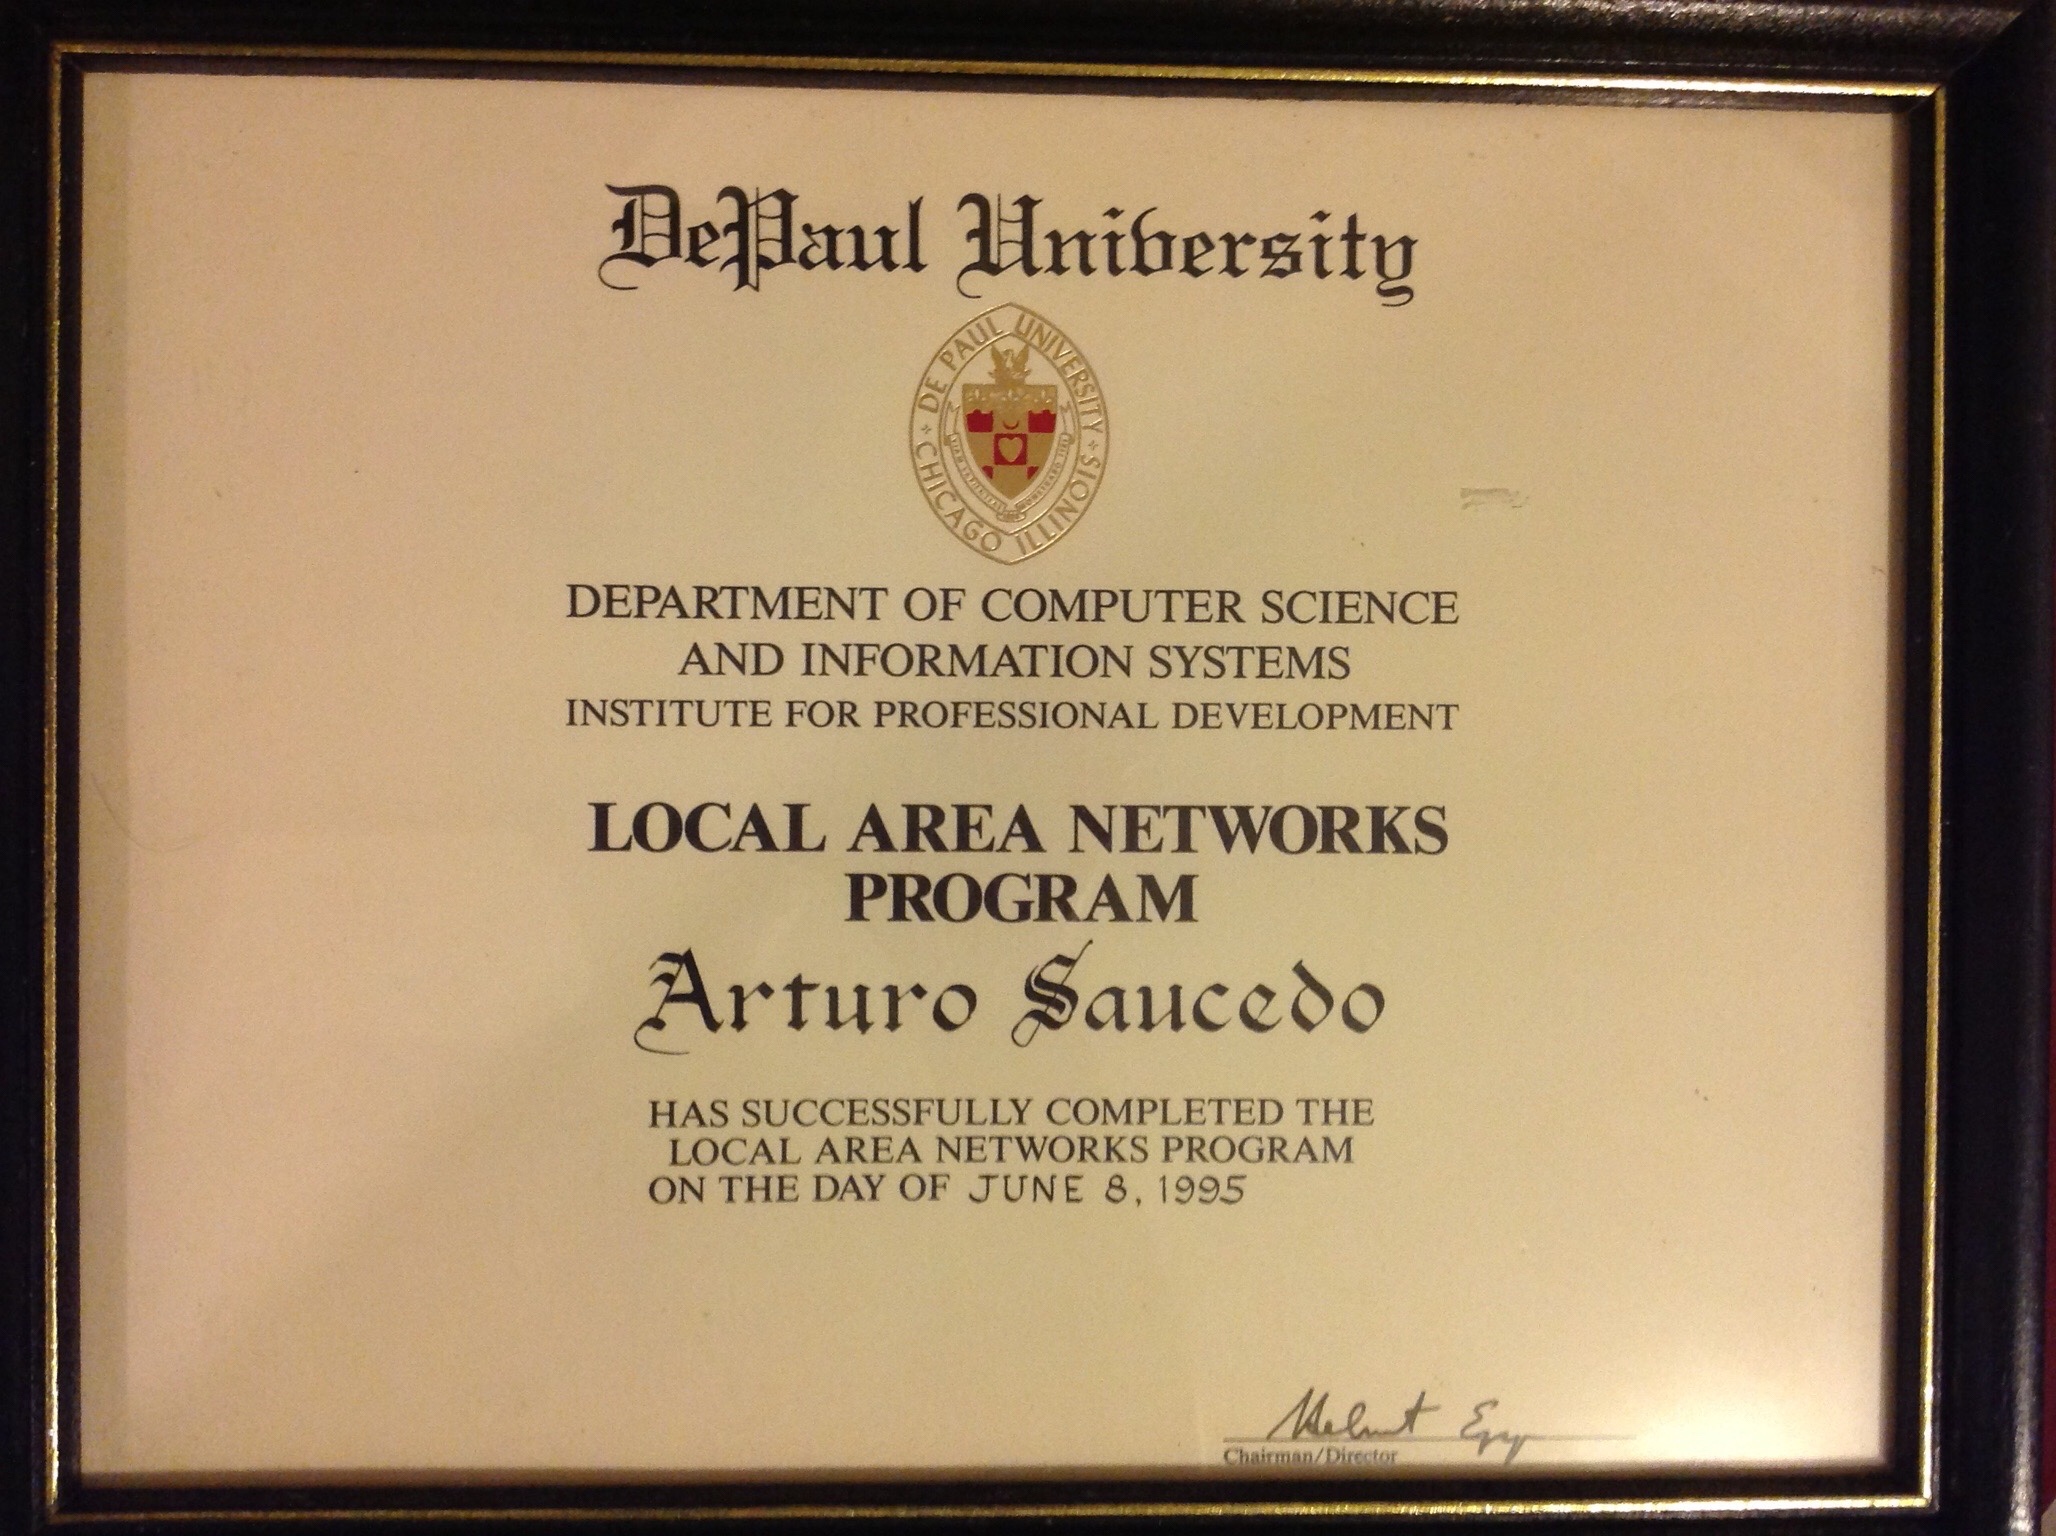 DePaul University
DE PAUL UNIVERSITY
CHICAGO ILLINOIS
DEPARTMENT OF COMPUTER SCIENCE
AND INFORMATION SYSTEMS
INSTITUTE FOR PROFESSIONAL DEVELOPMENT
LOCAL AREA NETWORKS
PROGRAM
Arturo Saucedo
HAS SUCCESSFULLY COMPLETED THE
LOCAL AREA NETWORKS PROGRAM
ON THE DAY OF JUNE 8, 1995
Helmut Epp
Chairman/Director